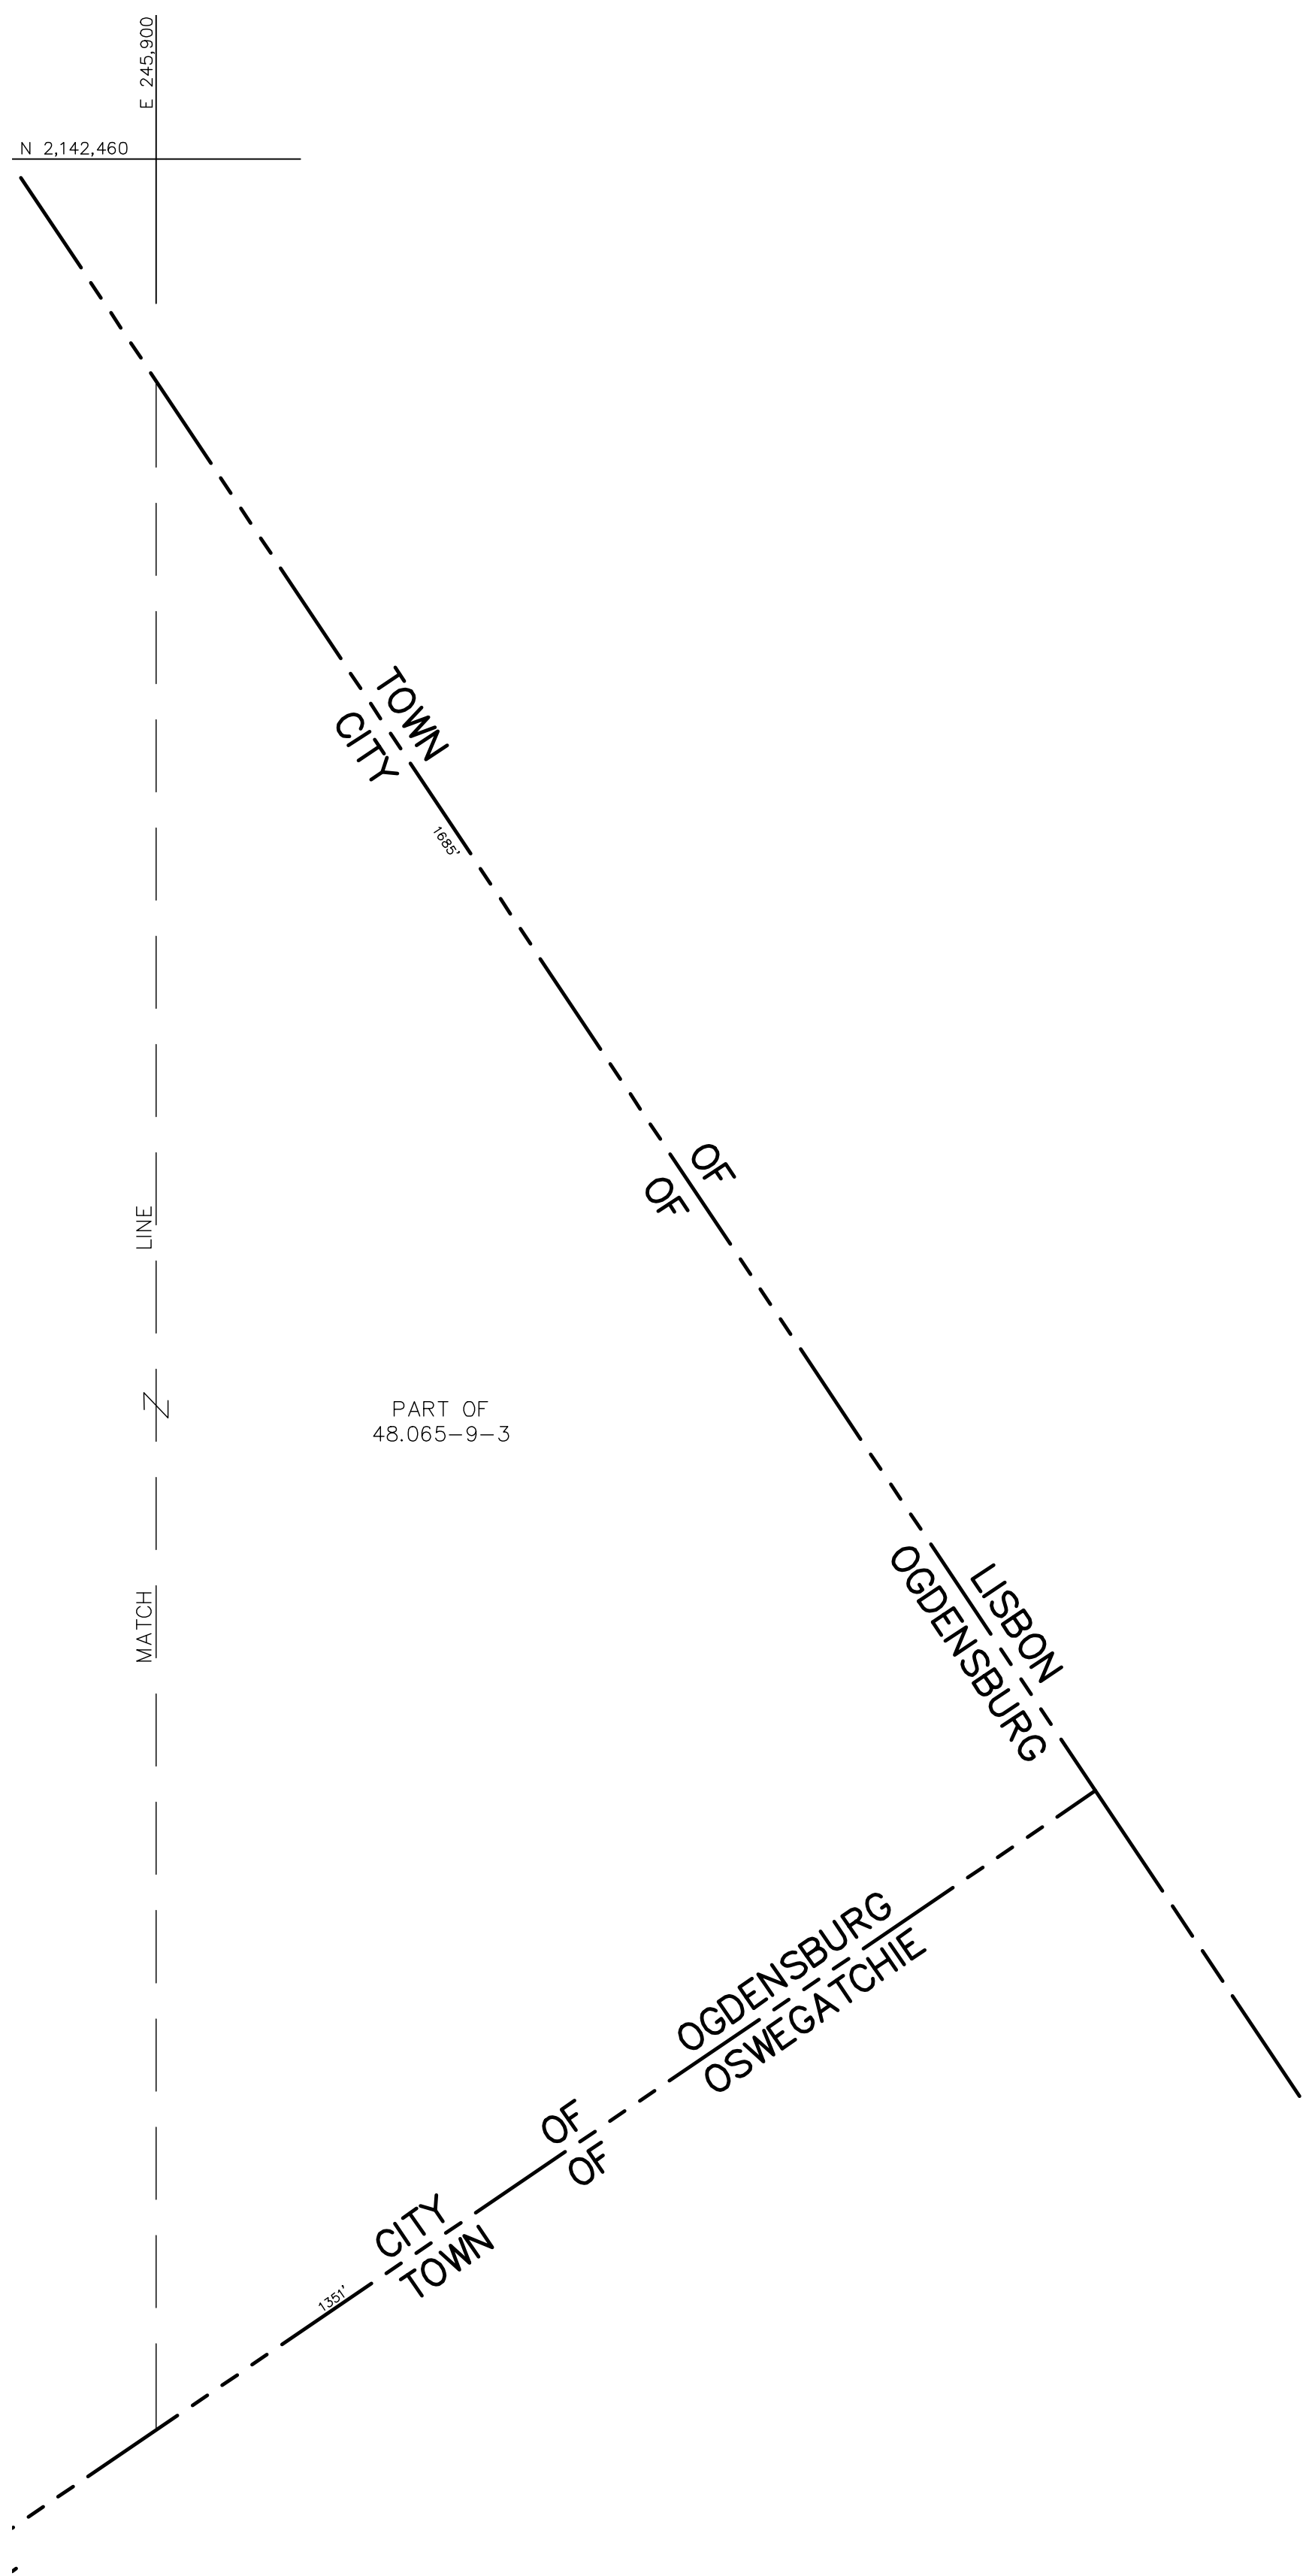 E 245,900
N 2,142,460
TOWN OF LISBON
CITY OF OGDENSBURG
1685'
LINE
PART OF
48.065-9-3
MATCH
CITY OF OGDENSBURG
TOWN OF OSWEGATCHIE
1351'